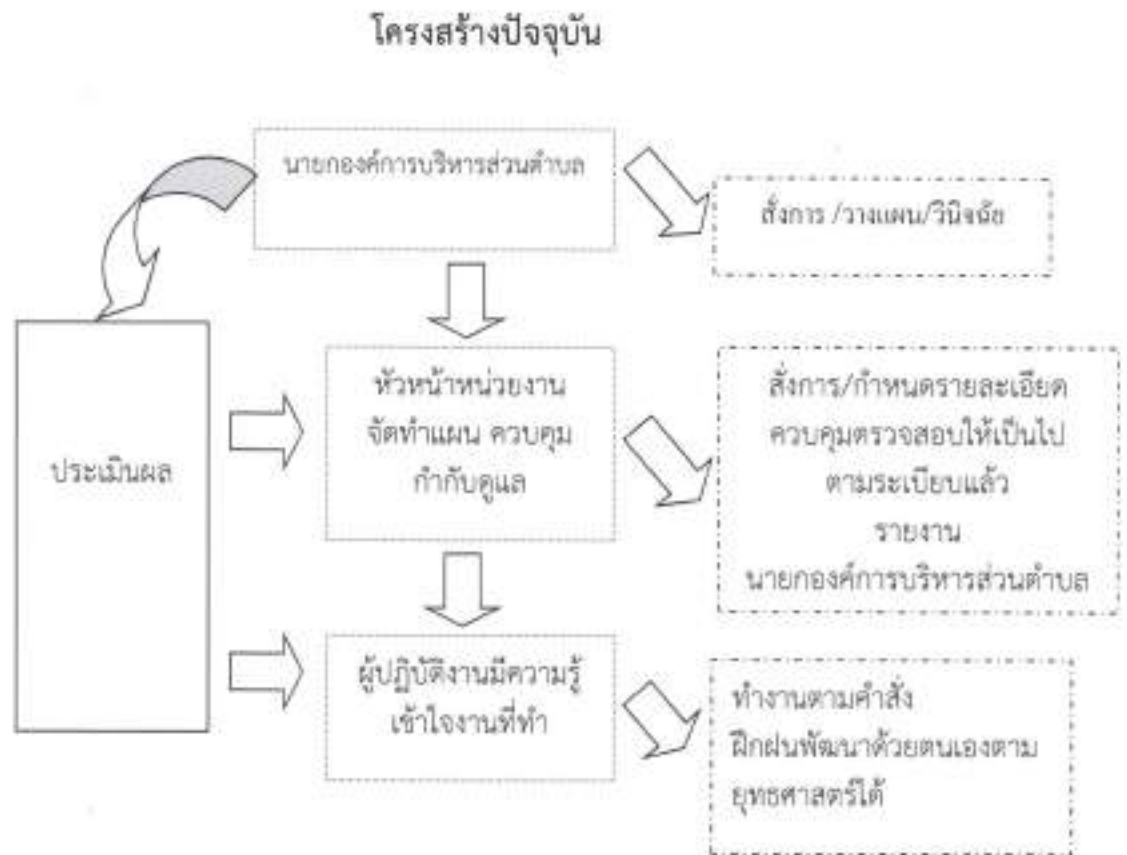 โครงสร้างปัจจุบัน
นายกองค์การบริหารส่วนตำบล
สั่งการ /วางแผน/วินิจฉัย
หัวหน้าหน่วยงาน
จัดทำแผน ควบคุม
กำกับดูแล
สั่งการ/กำหนดรายละเอียด
ควบคุมตรวจสอบให้เป็นไป
ตามระเบียบแล้ว
รายงาน
นายกองค์การบริหารส่วนตำบล
ประเมินผล
ผู้ปฏิบัติงานมีความรู้
เข้าใจงานที่ทำ
ทำงานตามคำสั่ง
ฝึกฝนพัฒนาด้วยตนเองตาม
ยุทธศาสตร์ได้